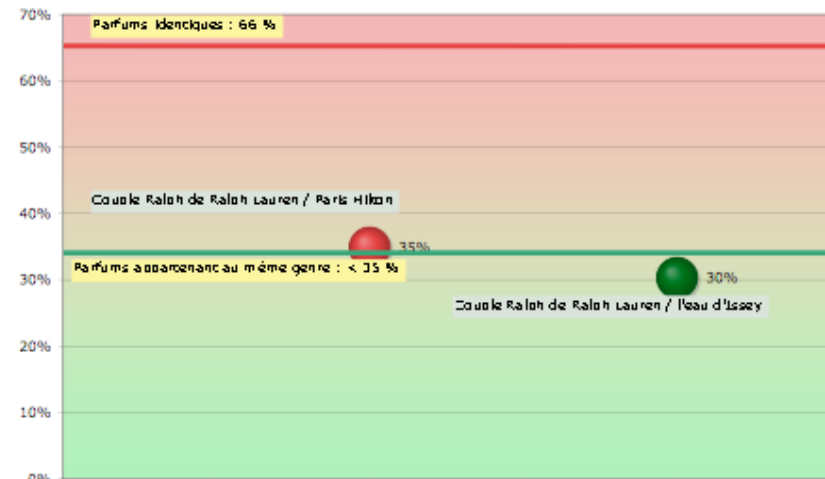 70%
Parfums identiques : 66 %
60%
50%
Couple Ralph de Ralph Lauren / Paris Hilton
40%
35%
Parfums appartenant au même genre : < 35 %
30%
30%
Couple Ralph de Ralph Lauren / l'eau d'Issey
20%
10%
0%